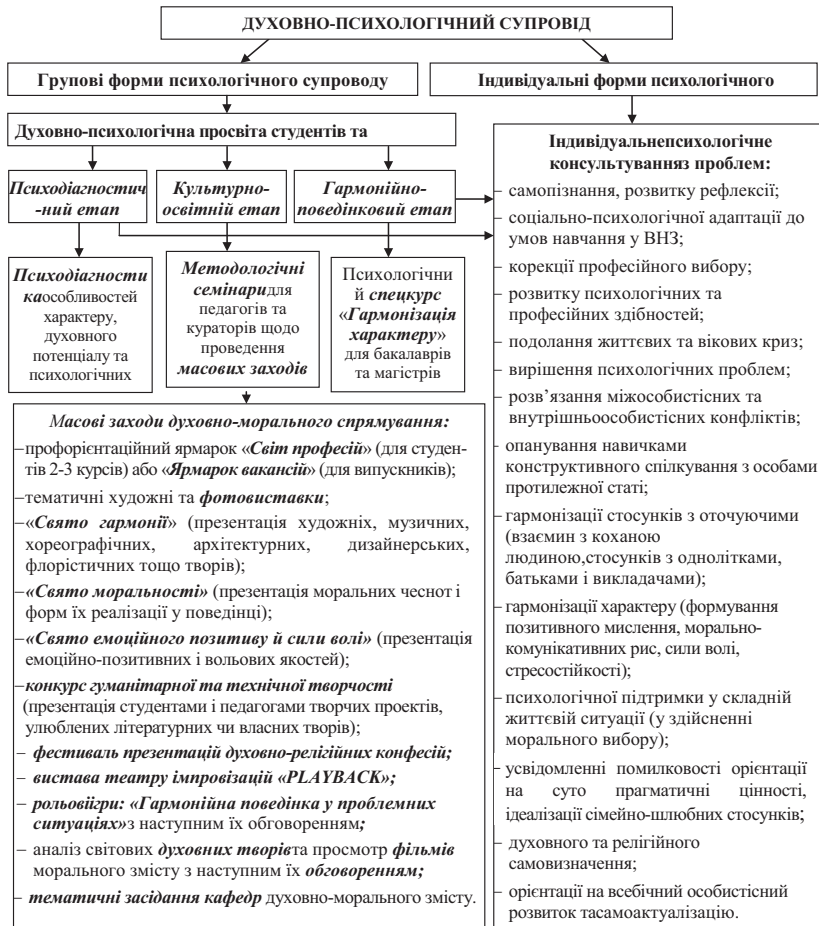 ДУХОВНО-ПСИХОЛОГІЧНИЙ СУПРОВІД
Групові форми психологічного супроводу
Індивідуальні форми психологічного
Духовно-психологічна просвіта студентів та
Психодіагностич
-ний етап
Культурно-
освітній етап
Гармонійно-
поведінковий етап
Психодіагности
каособливостей
характеру,
духовного
потенціалу та
психологічних
Методологічні
семінаридля
педагогів та
кураторів щодо
проведення
масових заходів
Психологічни
й спецкурс
«Гармонізація
характеру»
для бакалаврів
та магістрів
Масові заходи духовно-морального спрямування:
–профорієнтаційний ярмарок «Світ професій» (для студен-
тів 2-3 курсів) або «Ярмарок вакансій» (для випускників);
–тематичні художні та фотовиставки;
–«Свято гармонії» (презентація художніх, музичних,
хореографічних, архітектурних, дизайнерських,
флористичних тощо творів);
–«Свято моральності» (презентація моральних чеснот і
форм їх реалізації у поведінці);
–«Свято емоційного позитиву й сили волі» (презентація
емоційно-позитивних і вольових якостей);
–конкурс гуманітарної та технічної творчості
(презентація студентами і педагогами творчих проектів,
улюблених літературних чи власних творів);
– фестиваль презентацій духовно-релігійних конфесій;
– вистава театру імпровізацій «PLAYBACK»;
– рольовіігри: «Гармонійна поведінка у проблемних
ситуаціях»з наступним їх обговоренням;
– аналіз світових духовних творівта просмотр фільмів
морального змісту з наступним їх обговоренням;
– тематичні засідання кафедр духовно-морального змісту.
Індивідуальнепсихологічне
консультуванняз проблем:
– самопізнання, розвитку рефлексії;
– соціально-психологічної адаптації до
умов навчання у ВНЗ;
– корекції професійного вибору;
– розвитку психологічних та
професійних здібностей;
– подолання життєвих та вікових криз;
– вирішення психологічних проблем;
– розв’язання міжособистісних та
внутрішньоособистісних конфліктів;
– опанування навичками
конструктивного спілкування з особами
протилежної статі;
– гармонізації стосунків з оточуючими
(взаємин з коханою
людиною,стосунків з однолітками,
батьками і викладачами);
– гармонізації характеру (формування
позитивного мислення, морально-
комунікативних рис, сили волі,
стресостійкості);
– психологічної підтримки у складній
життєвій ситуації (у здійсненні
морального вибору);
– усвідомленні помилковості орієнтації
на суто прагматичні цінності,
ідеалізації сімейно-шлюбних стосунків;
– духовного та релігійного
самовизначення;
– орієнтації на всебічний особистісний
розвиток тасамоактуалізацію.